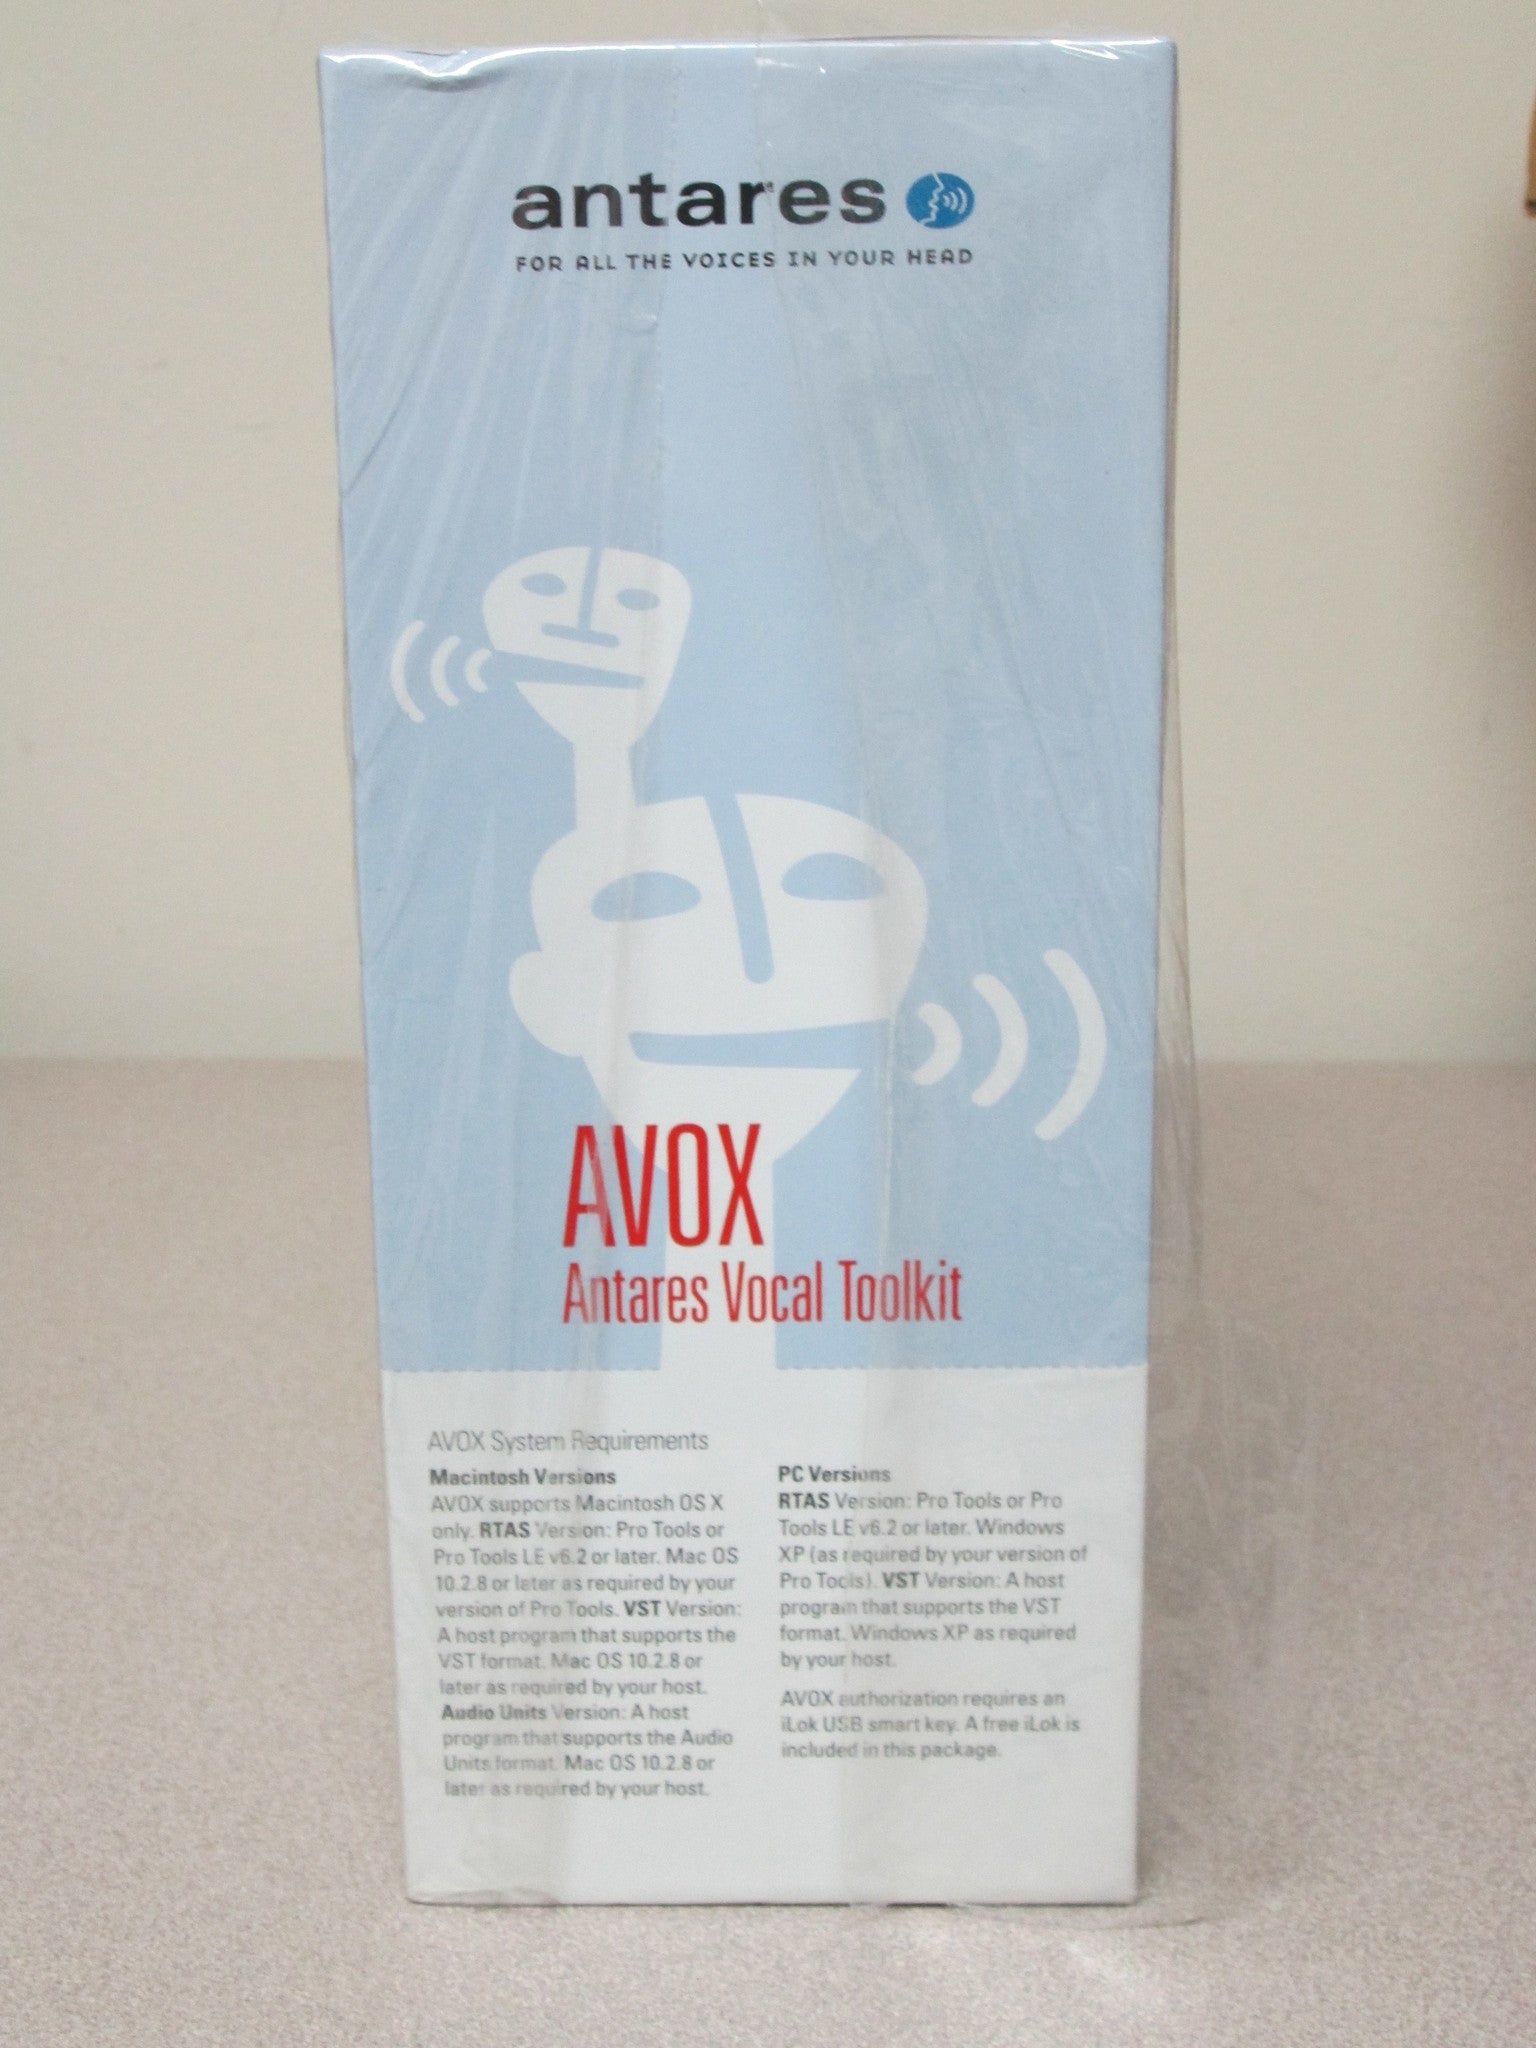 antares
FOR ALL THE VOICES IN YOUR HEAD
AVOX
Antares Vocal Toolkit
AVOX System Requirements
Macintosh Versions
AVOX supports Macintosh OS X
only. RTAS Version: Pro Tools or
Pro Tools LE v6.2 or later. Mac OS
10.2.8 or later as required by your
version of Pro Tools. VST Version:
A host program that supports the
VST format. Mac OS 10.2.8 or
later as required by your host.
Audio Units Version: A host
program that supports the Audio
Units format. Mac OS 10.2.8 or
later as required by your host.
PC Versions
RTAS Version: Pro Tools or Pro
Tools LE v6.2 or later. Windows
XP (as required by your version of
Pro Tools). VST Version: A host
program that supports the VST
format. Windows XP as required
by your host.
AVOX authorization requires an
iLok USB smart key. A free iLok is
included in this package.